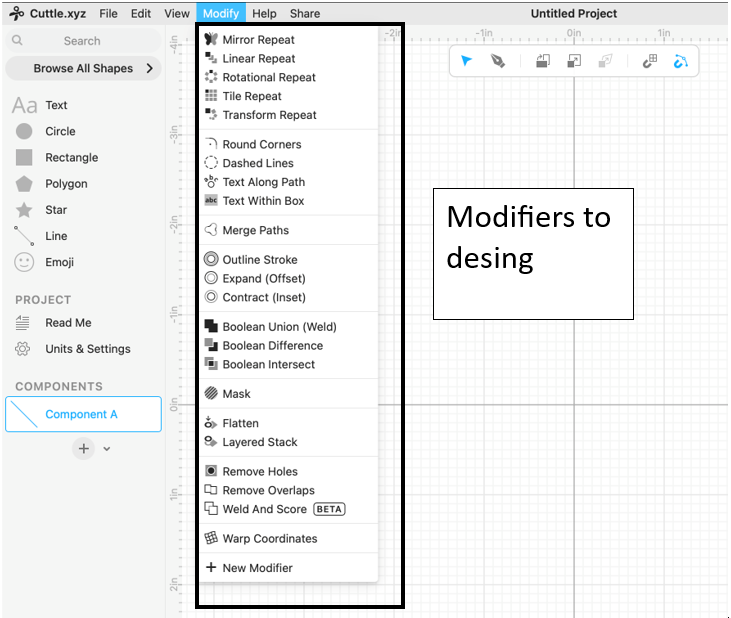 Cuttle.xyz File Edit View Modify Help Share Untitled Project
Search
Browse All Shapes
Aa Text
Circle
Rectangle
Polygon
Star
Line
Emoji
PROJECT
Read Me
Units & Settings
COMPONENTS
Component A
Mirror Repeat
Linear Repeat
Rotational Repeat
Tile Repeat
Transform Repeat
Round Corners
Dashed Lines
Text Along Path
abc Text Within Box
Merge Paths
Outline Stroke
Expand (Offset)
Contract (Inset)
Boolean Union (Weld)
Boolean Difference
Boolean Intersect
Mask
Flatten
Layered Stack
Remove Holes
Remove Overlaps
Weld And Score BETA
Warp Coordinates
New Modifier
-2in -1in 0in 1in
-4in
-3in
-2in
-1in
0in
1in
2in
Modifiers to
desing